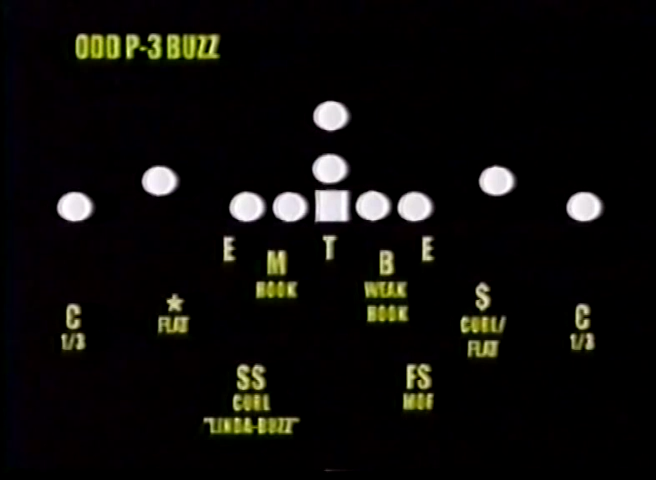 ODD P-3 BUZZ
E T E
M B
HOOK WEAK
HOOK
C * $ C
1/3 FLAT CURL/ 1/3
FLAT
SS FS
CURL MOF
"LINDA-BUZZ"